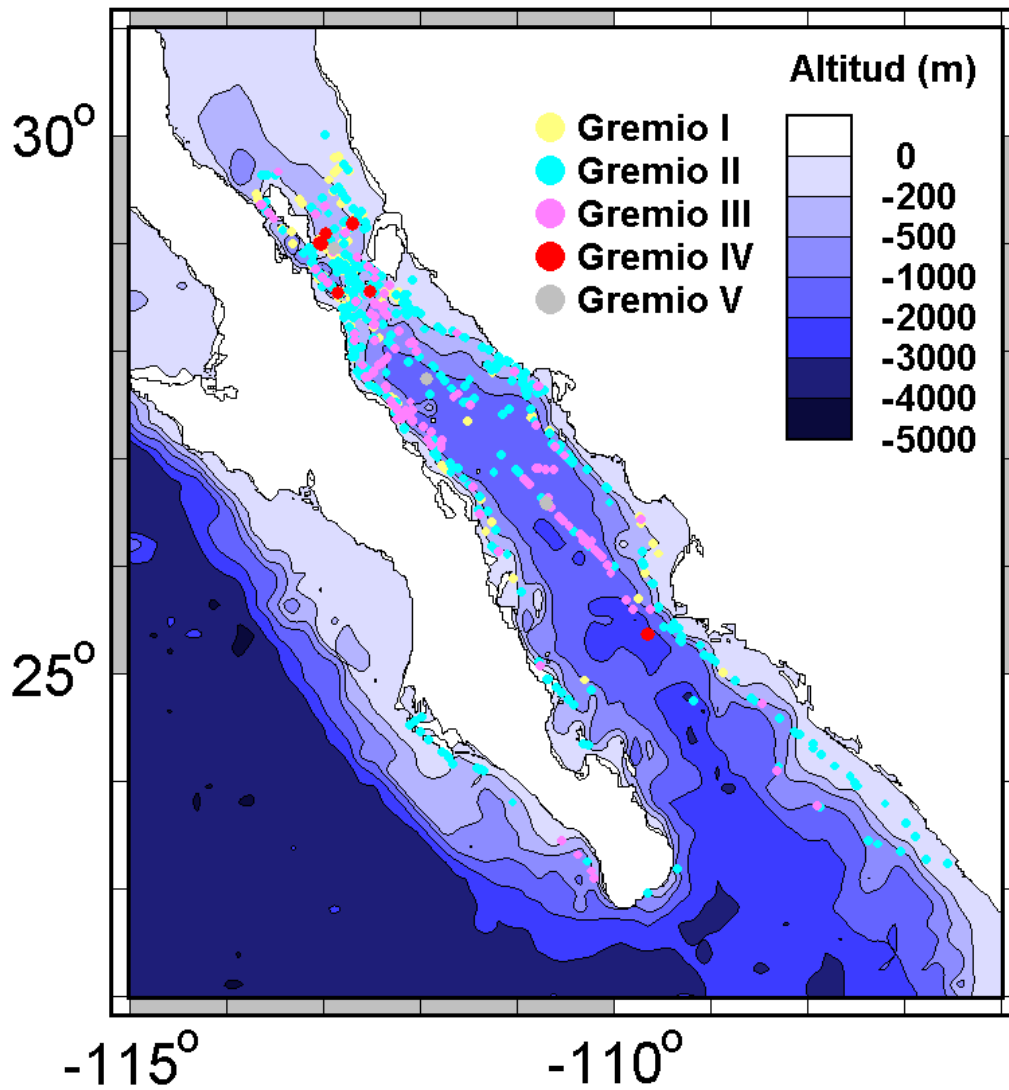 Altitud (m)
30°
Gremio I
Gremio II
Gremio III
Gremio IV
Gremio V
0
-200
-500
-1000
-2000
-3000
-4000
-5000
25°
-115°
-110°